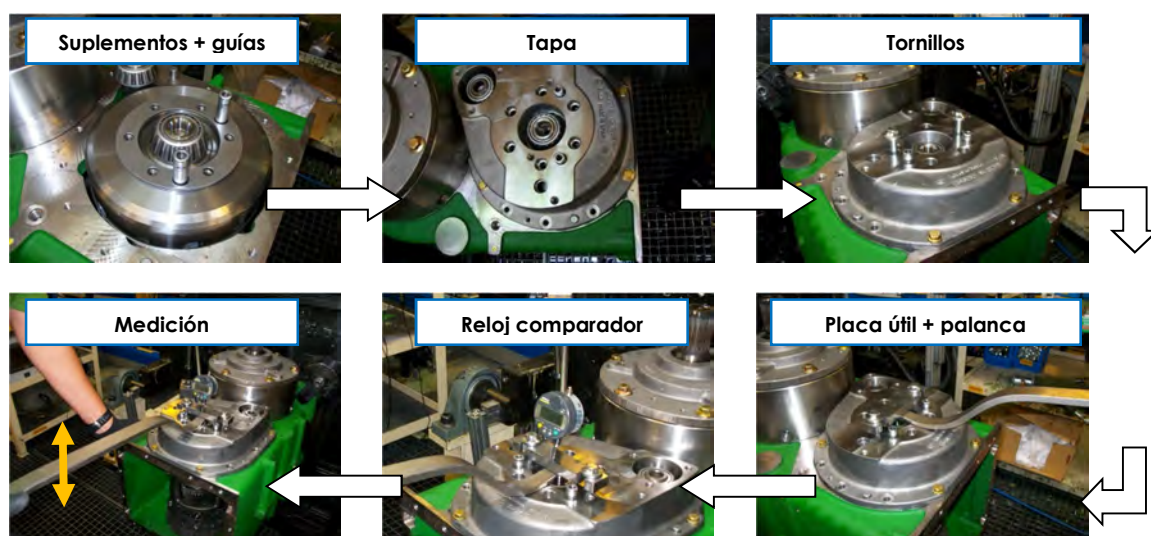 Suplementos + guías
Tapa
Tornillos
Medición
Reloj comparador
Placa útil + palanca